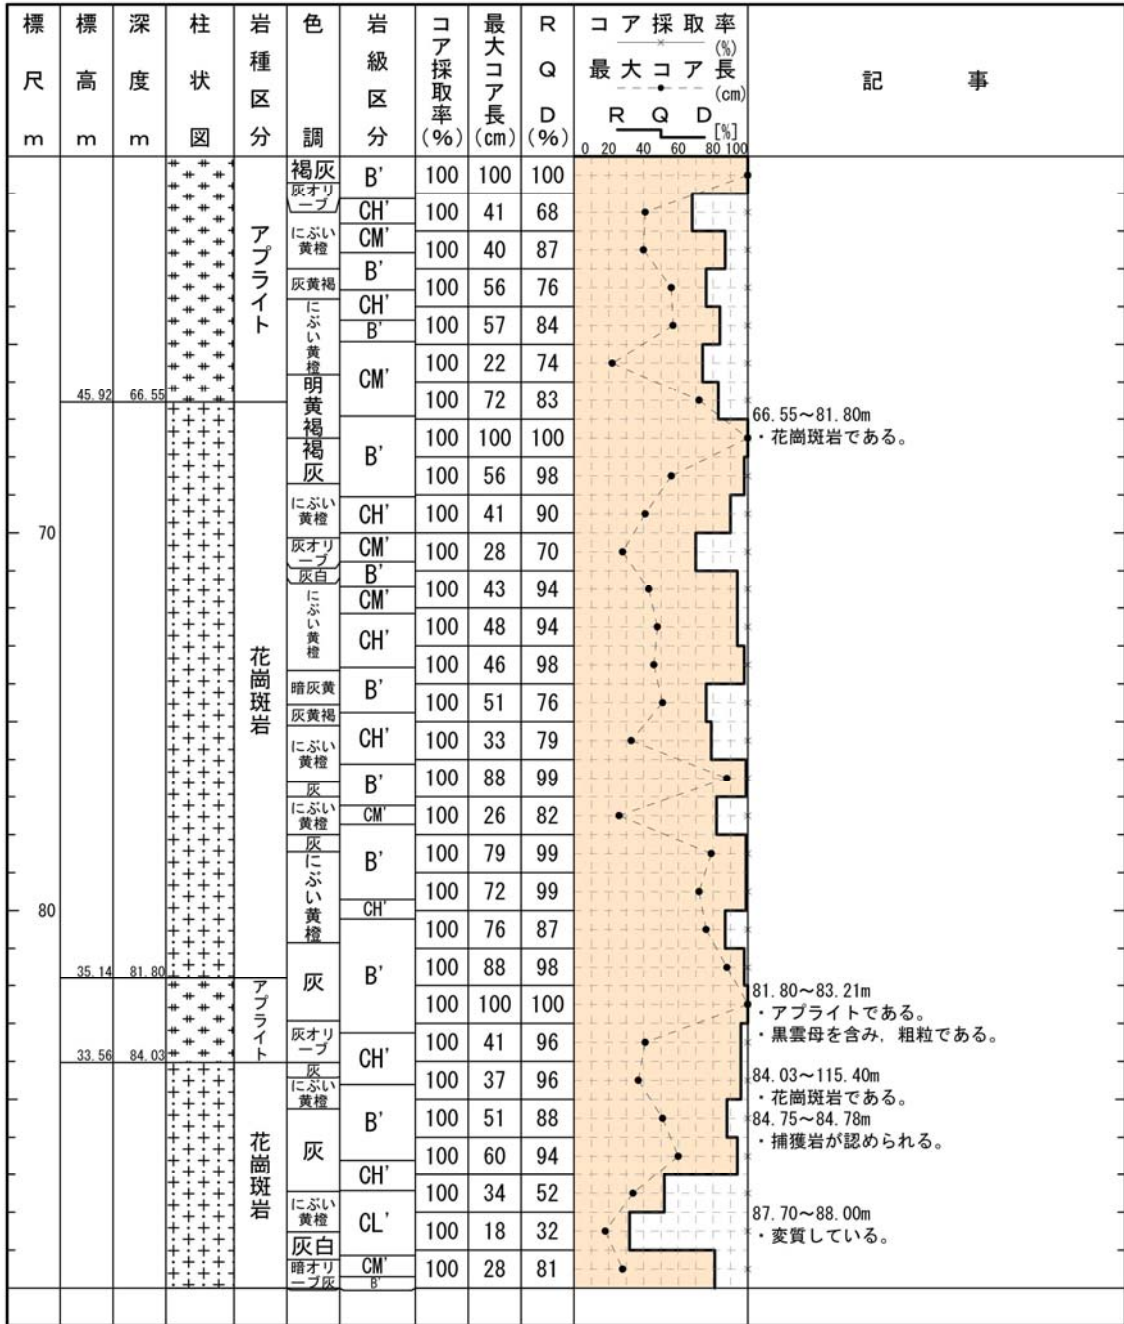 標尺 m
標高 m
深度 m
柱状図
岩種区分
色調
岩級区分
コア採取率(%)
最大コア長(cm)
RQD(%)
コア採取率
(%)
最大コア長
(cm)
RQD
[%]
0 20 40 60 80 100
記事
70
80
45.92 66.55
35.14 81.80
33.56 84.03
アプライト
花崗斑岩
アプライト
花崗斑岩
褐灰
灰オリーブ
にぶい黄橙
灰黄褐
にぶい黄橙
明黄褐
褐灰
にぶい黄橙
灰オリーブ
灰白
にぶい黄橙
暗灰黄
灰黄褐
にぶい黄橙
灰
にぶい黄橙
灰
にぶい黄橙
灰
灰オリーブ
灰
にぶい黄橙
灰
にぶい黄橙
灰白
暗オリーブ灰
B'
CH'
CM'
B'
CH'
B'
CM'
B'
CH'
CM'
B'
CM'
CH'
B'
CH'
B'
CM'
B'
CH'
B'
CH'
B'
CH'
CL'
CM'
B'
100 100 100
100 41 68
100 40 87
100 56 76
100 57 84
100 22 74
100 72 83
100 100 100
100 56 98
100 41 90
100 28 70
100 43 94
100 48 94
100 46 98
100 51 76
100 33 79
100 88 99
100 26 82
100 79 99
100 72 99
100 76 87
100 88 98
100 100 100
100 41 96
100 37 96
100 51 88
100 60 94
100 34 52
100 18 32
100 28 81
66.55～81.80m
・花崗斑岩である。
81.80～83.21m
・アプライトである。
・黒雲母を含み，粗粒である。
84.03～115.40m
・花崗斑岩である。
84.75～84.78m
・捕獲岩が認められる。
87.70～88.00m
・変質している。